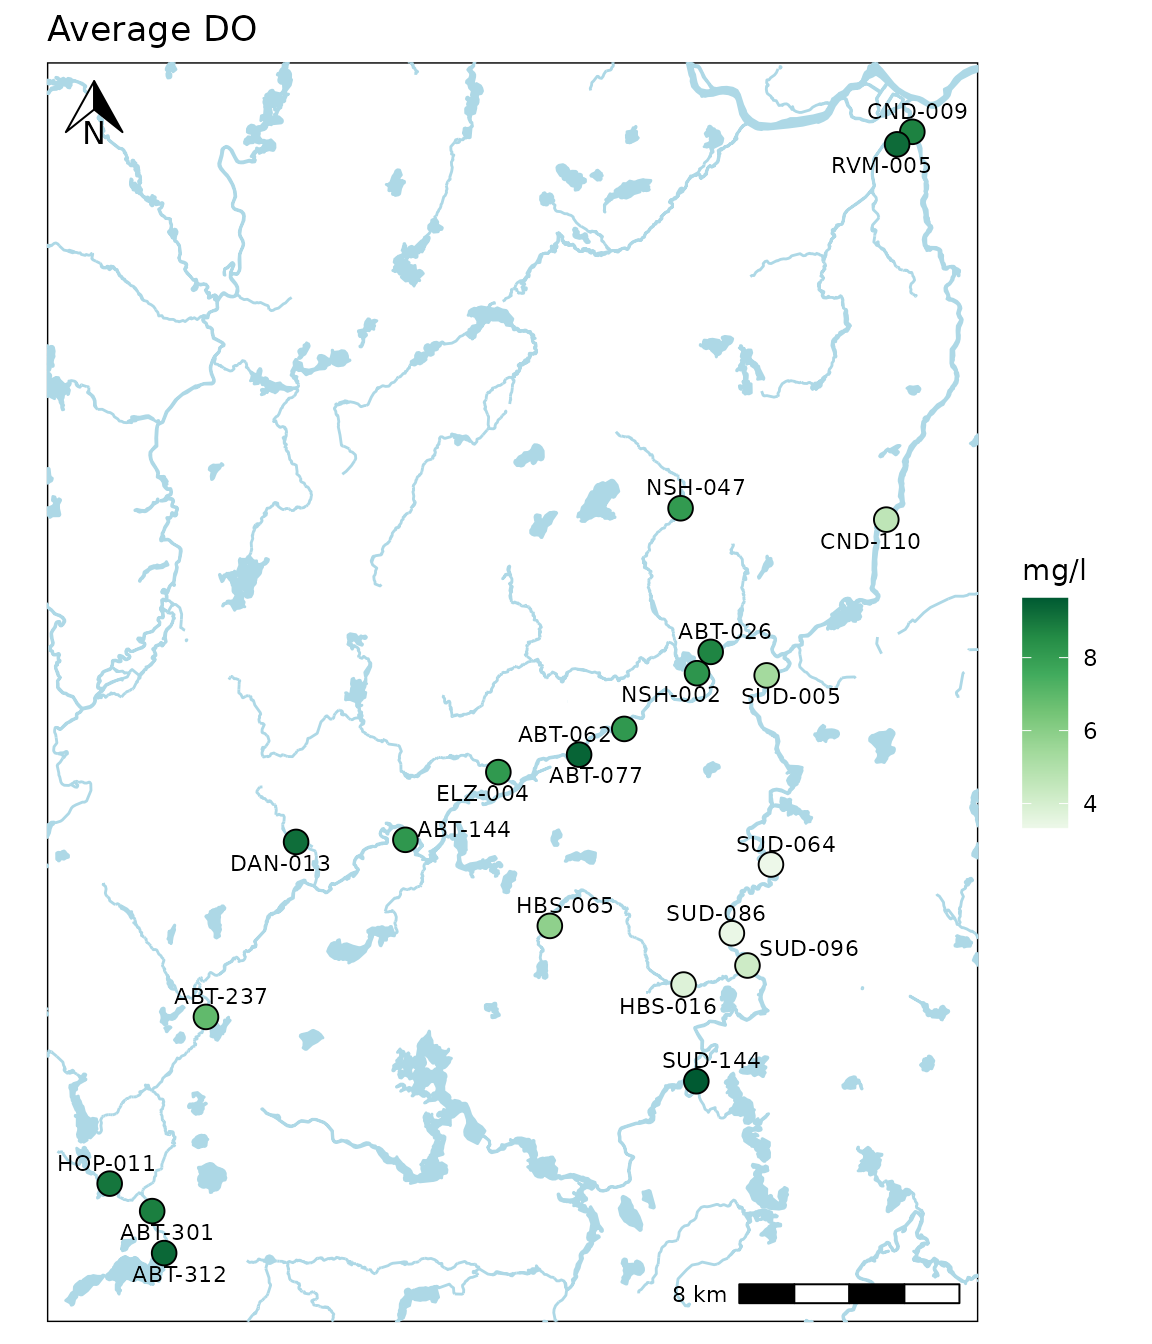 Average DO
N
CND-009
RVM-005
NSH-047
CND-110
mg/l
8
6
4
ABT-026
NSH-002
SUD-005
ABT-062
ABT-077
ELZ-004
ABT-144
DAN-013
SUD-064
HBS-065
SUD-086
SUD-096
HBS-016
ABT-237
SUD-144
HOP-011
ABT-301
ABT-312
8 km